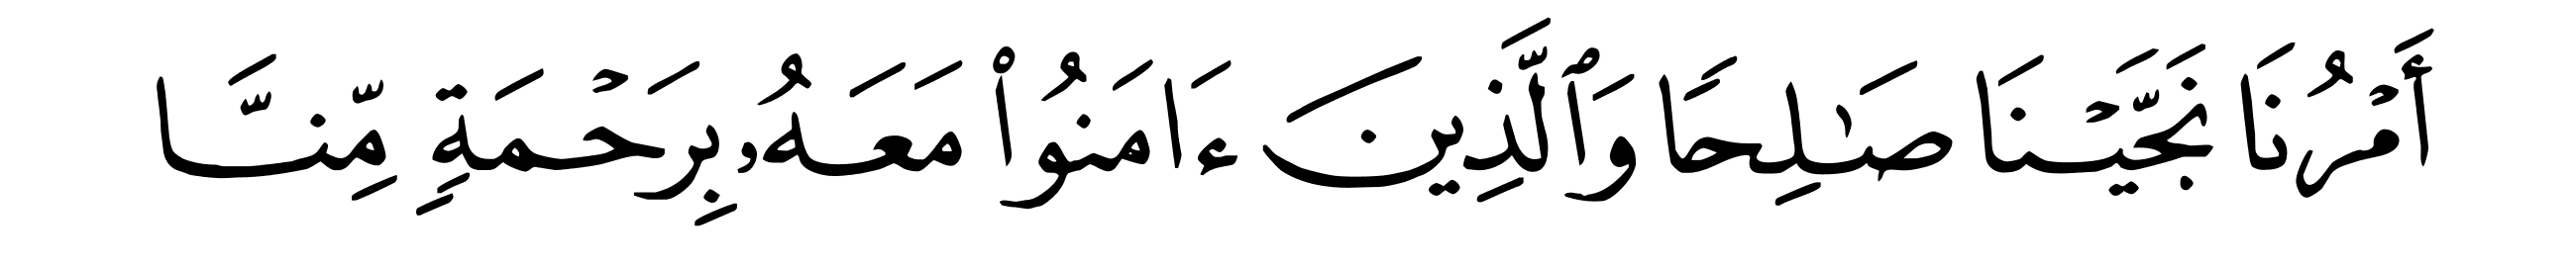 أَمْرُنَا نَجَّيْنَا صَٰلِحًا وَٱلَّذِينَ ءَامَنُوا۟ مَعَهُۥ بِرَحْمَةٍ مِّنَّا